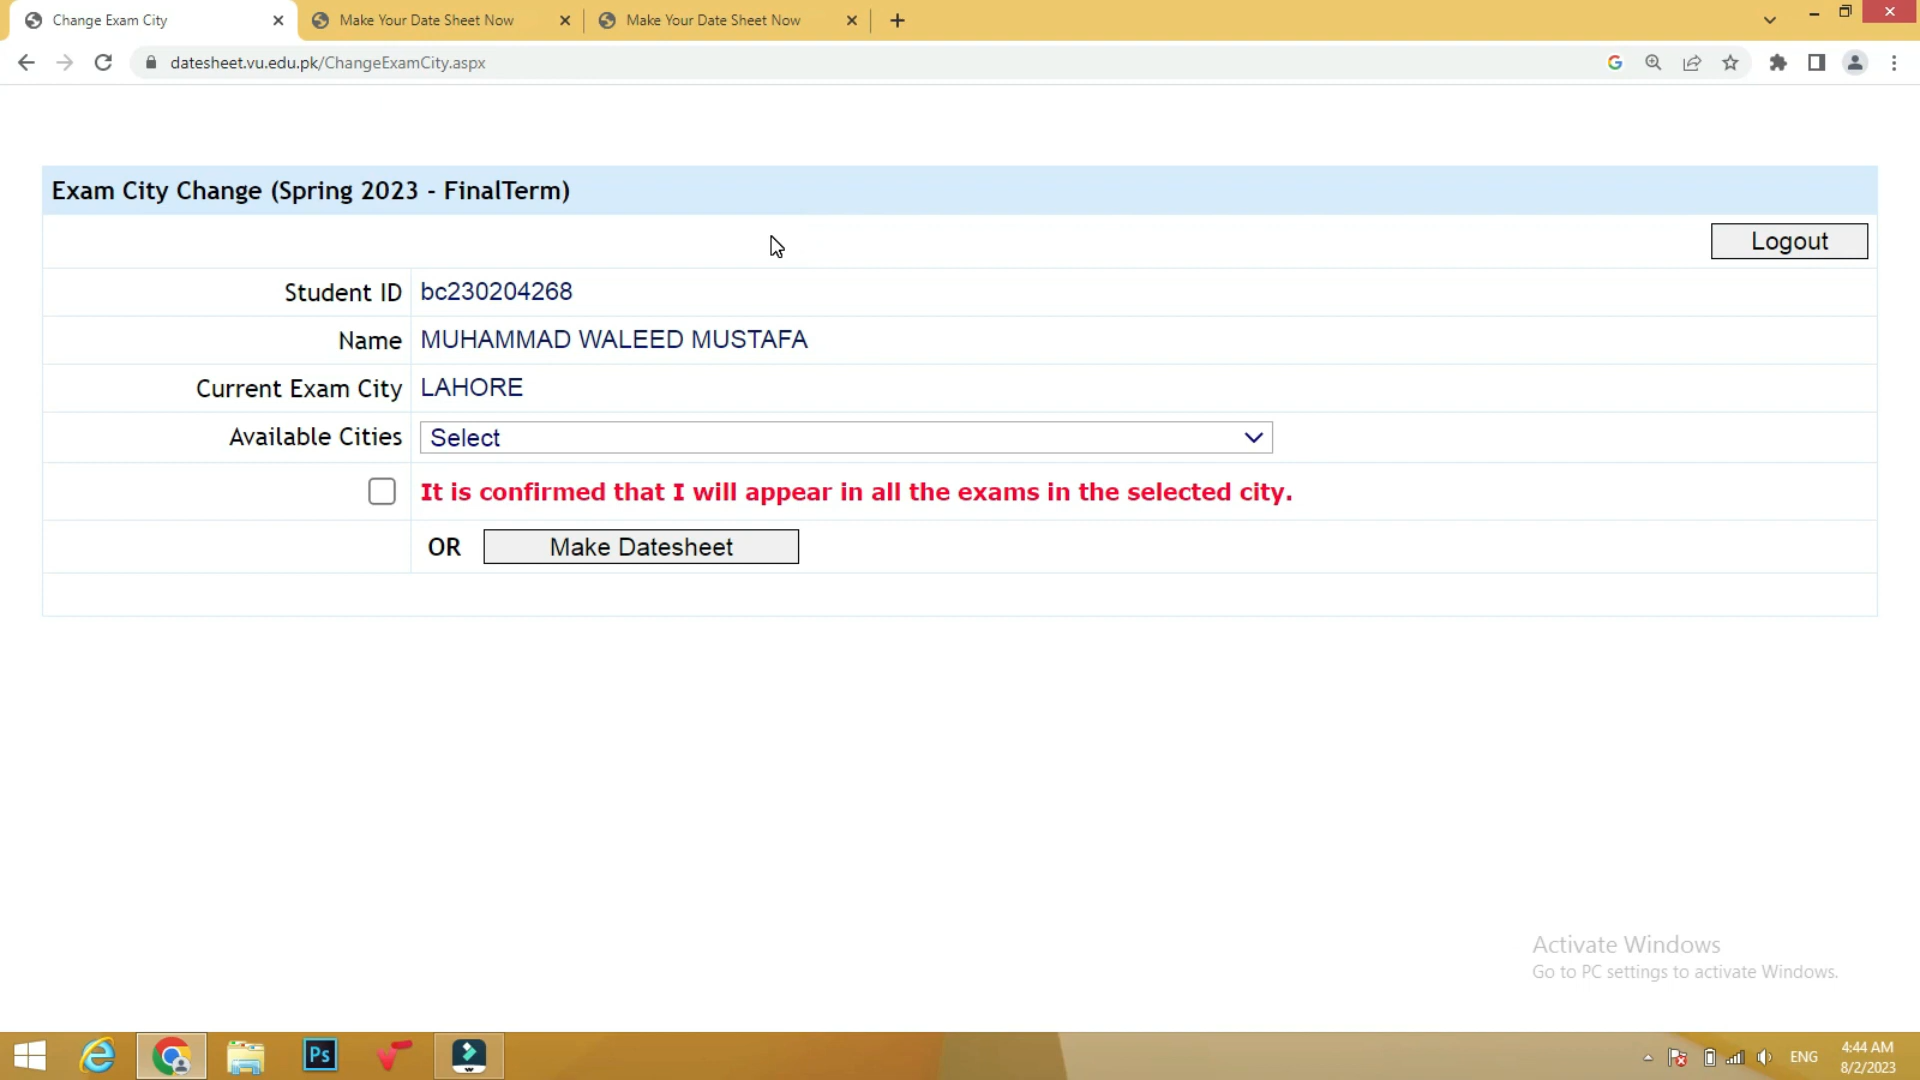 Change Exam City
Make Your Date Sheet Now
Make Your Date Sheet Now
datesheet.vu.edu.pk/ChangeExamCity.aspx
Exam City Change (Spring 2023 - FinalTerm)
Logout
Student ID bc230204268
Name MUHAMMAD WALEED MUSTAFA
Current Exam City LAHORE
Available Cities Select
It is confirmed that I will appear in all the exams in the selected city.
OR Make Datesheet
Activate Windows
Go to PC settings to activate Windows.
Ps
ENG
4:44 AM
8/2/2023